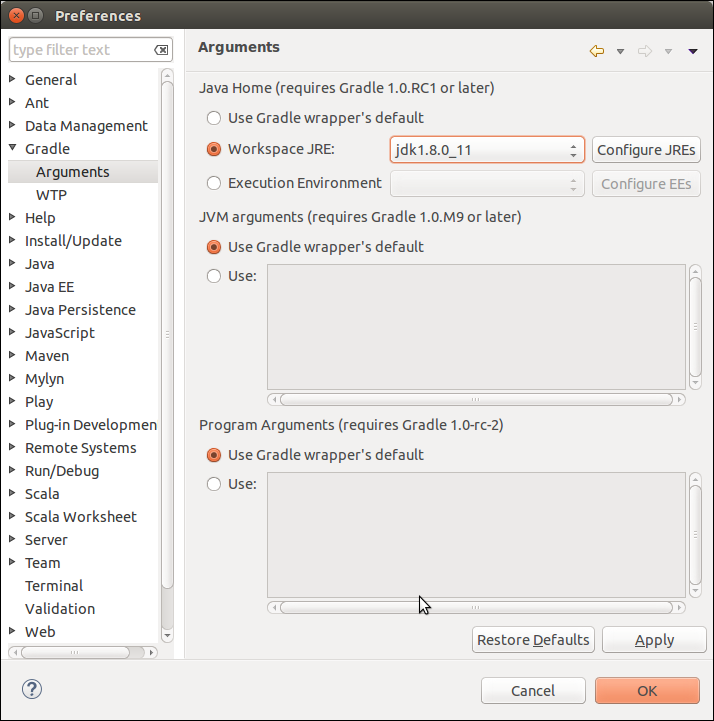 Preferences
type filter text
General
Ant
Data Management
Gradle
Arguments
WTP
Help
Install/Update
Java
Java EE
Java Persistence
JavaScript
Maven
Mylyn
Play
Plug-in Developmen
Remote Systems
Run/Debug
Scala
Scala Worksheet
Server
Team
Terminal
Validation
Web
Arguments
Java Home (requires Gradle 1.0.RC1 or later)
Use Gradle wrapper's default
Workspace JRE: jdk1.8.0_11 Configure JREs
Execution Environment Configure EEs
JVM arguments (requires Gradle 1.0.M9 or later)
Use Gradle wrapper's default
Use:
Program Arguments (requires Gradle 1.0-rc-2)
Use Gradle wrapper's default
Use:
Restore Defaults Apply
? Cancel OK